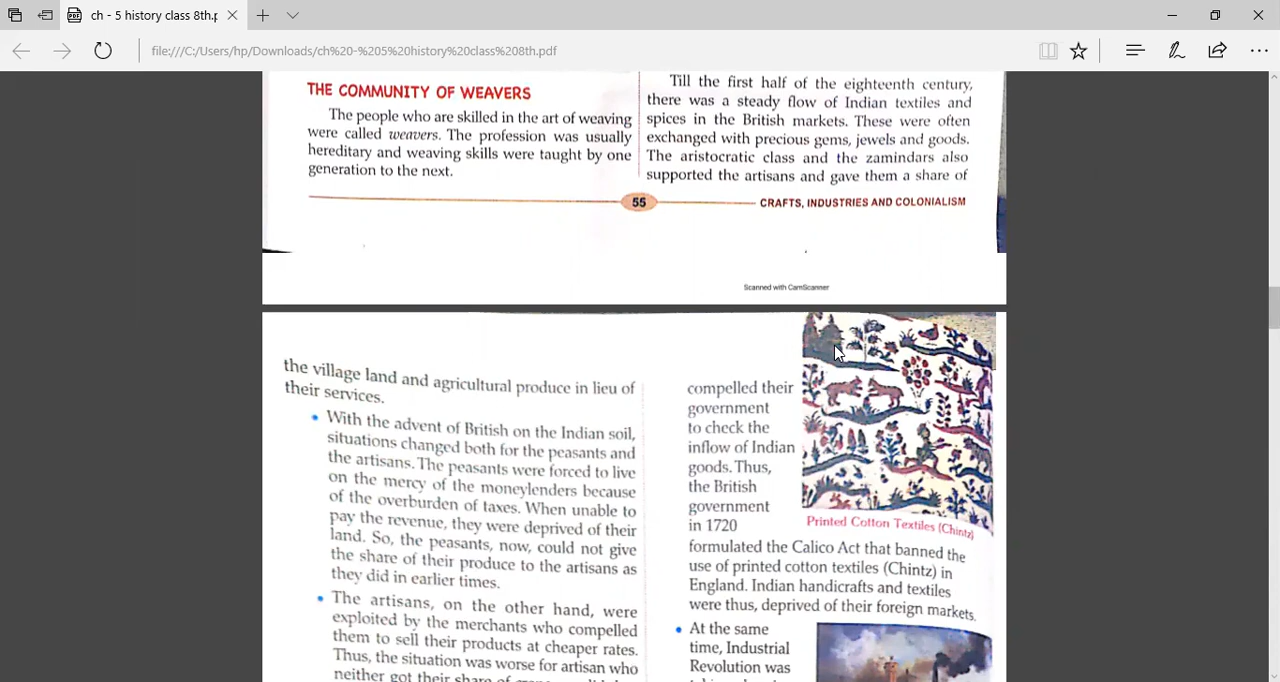 ch - 5 history class 8th.p
file:///C:/Users/hp/Downloads/ch%20-%205%20history%20class%208th.pdf
THE COMMUNITY OF WEAVERS
The people who are skilled in the art of weaving
were called weavers. The profession was usually
hereditary and weaving skills were taught by one
generation to the next.
Till the first half of the eighteenth century,
there was a steady flow of Indian textiles and
spices in the British markets. These were often
exchanged with precious gems, jewels and goods.
The aristocratic class and the zamindars also
supported the artisans and gave them a share of
55
CRAFTS, INDUSTRIES AND COLONIALISM
Scanned with CamScanner
the village land and agricultural produce in lieu of
their services.
• With the advent of British on the Indian soil,
situations changed both for the peasants and
the artisans. The peasants were forced to live
on the mercy of the moneylenders because
of the overburden of taxes. When unable to
pay the revenue, they were deprived of their
land. So, the peasants, now, could not give
the share of their produce to the artisans as
they did in earlier times.
• The artisans, on the other hand, were
exploited by the merchants who compelled
them to sell their products at cheaper rates.
Thus, the situation was worse for artisan who
neither got their share of
compelled their
government
to check the
inflow of Indian
goods. Thus,
the British
government
in 1720
Printed Cotton Textiles (Chintz)
formulated the Calico Act that banned the
use of printed cotton textiles (Chintz) in
England. Indian handicrafts and textiles
were thus, deprived of their foreign markets.
• At the same
time, Industrial
Revolution was